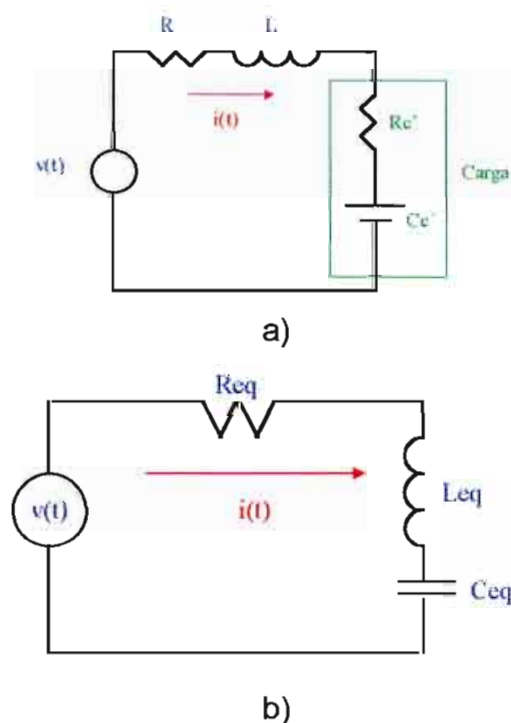 R L
i(t)
Rc'
v(t)
Carga
Cc'
a)
Req
v(t)
i(t)
Leq
Ceq
b)